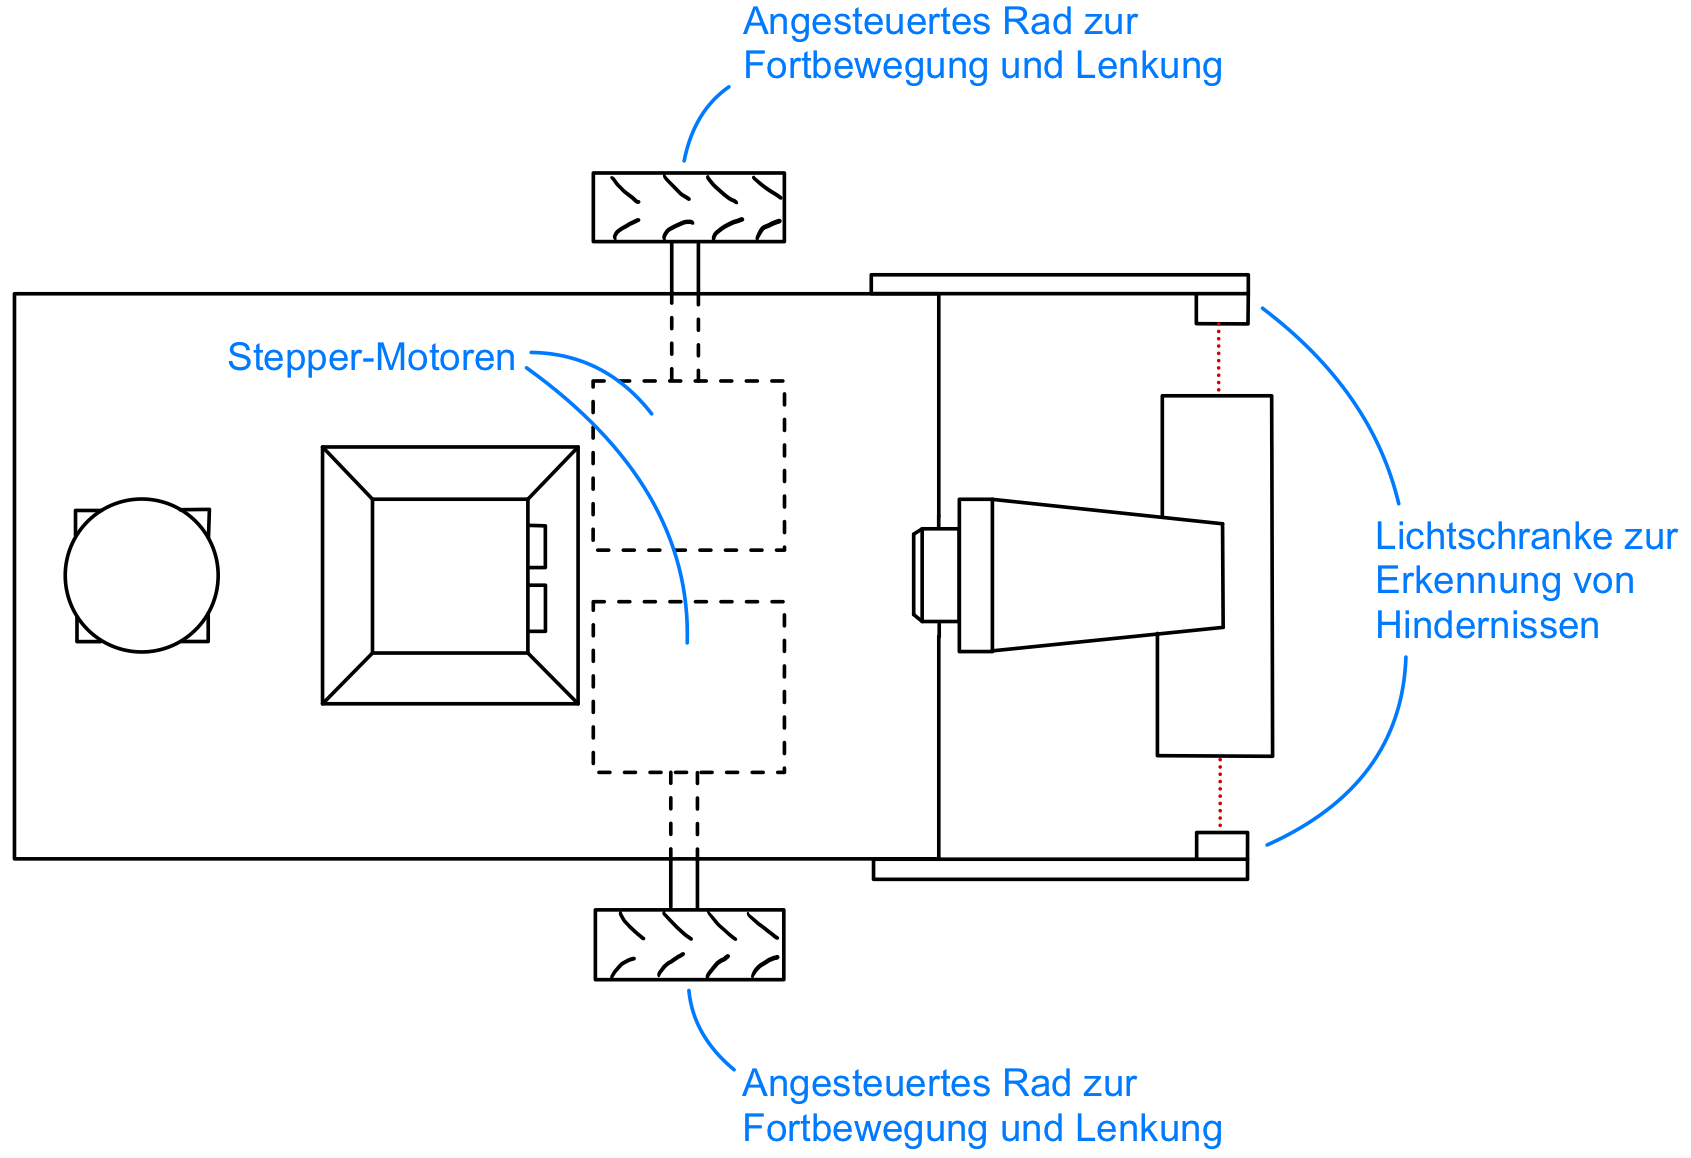 Angesteuertes Rad zur
Fortbewegung und Lenkung
Stepper-Motoren
Lichtschranke zur
Erkennung von
Hindernissen
Angesteuertes Rad zur
Fortbewegung und Lenkung